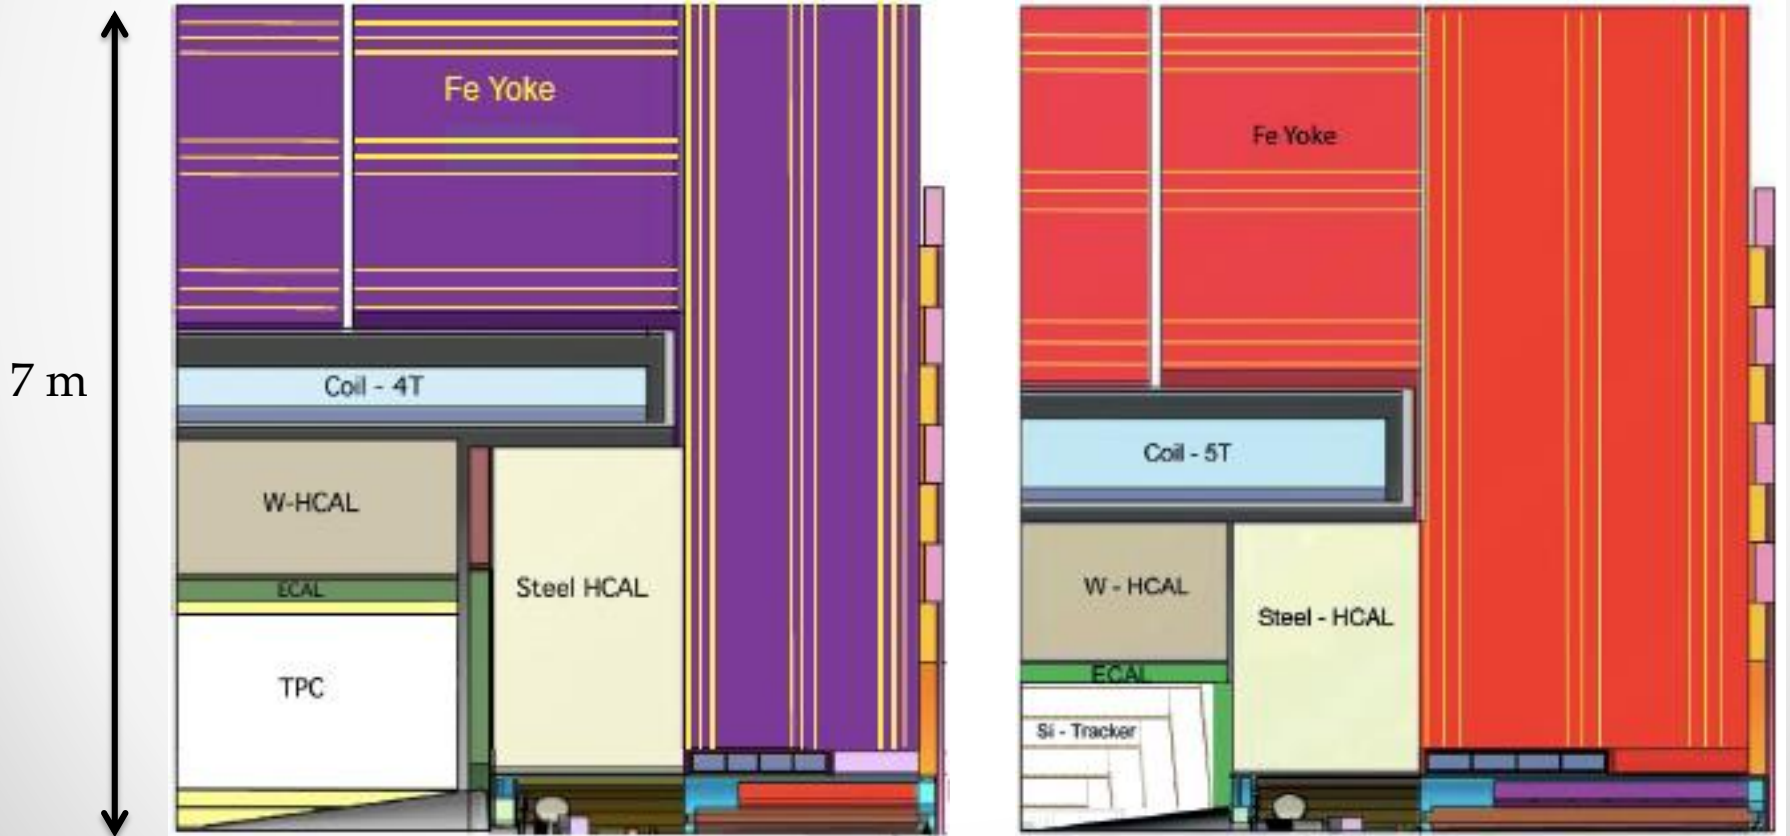 7 m
Fe Yoke
Coil - 4T
W-HCAL
ECAL
Steel HCAL
TPC
Fe Yoke
Coil - 5T
W - HCAL
Steel - HCAL
ECAL
Si - Tracker